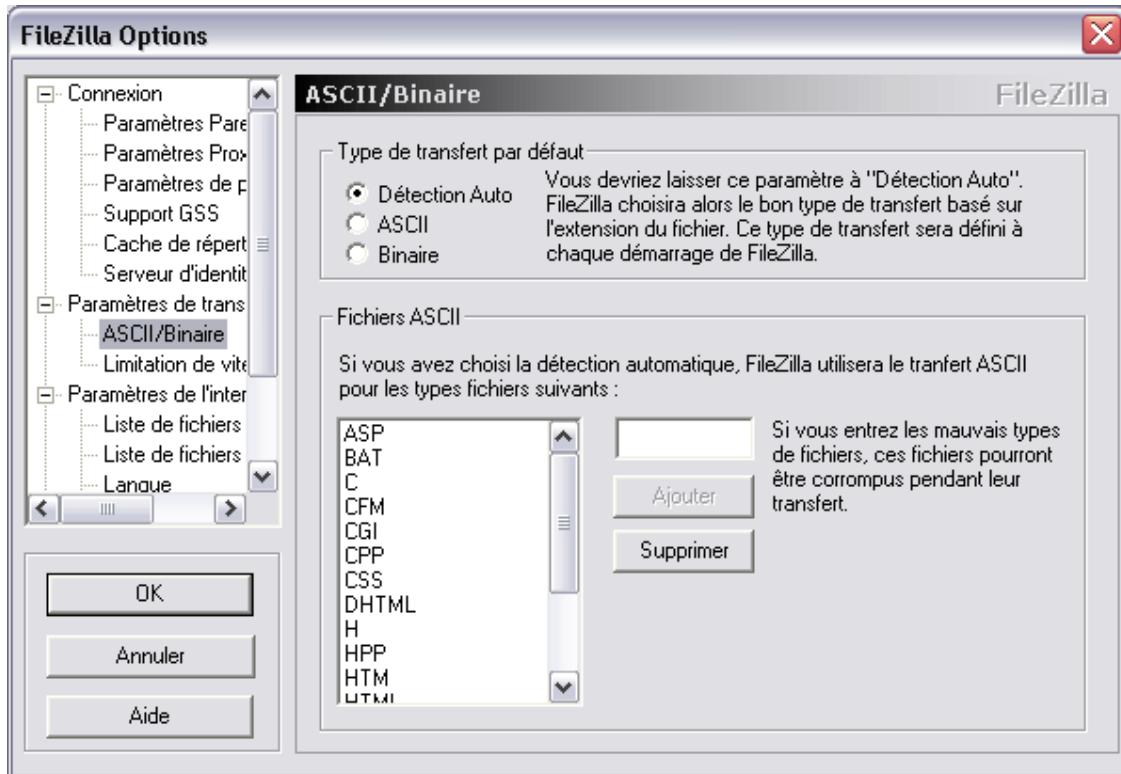 FileZilla Options
Connexion
Paramètres Pare
Paramètres Prox
Paramètres de p
Support GSS
Cache de répert
Serveur d'identit
Paramètres de trans
ASCII/Binaire
Limitation de vite
Paramètres de l'inter
Liste de fichiers
Liste de fichiers
Langue
OK
Annuler
Aide
ASCII/Binaire
FileZilla
Type de transfert par défaut
Détection Auto
ASCII
Binaire
Vous devriez laisser ce paramètre à "Détection Auto".
FileZilla choisira alors le bon type de transfert basé sur
l'extension du fichier. Ce type de transfert sera défini à
chaque démarrage de FileZilla.
Fichiers ASCII
Si vous avez choisi la détection automatique, FileZilla utilisera le tranfert ASCII
pour les types fichiers suivants :
ASP
BAT
C
CFM
CGI
CPP
CSS
DHTML
H
HPP
HTM
HTML
Ajouter
Supprimer
Si vous entrez les mauvais types
de fichiers, ces fichiers pourront
être corrompus pendant leur
transfert.